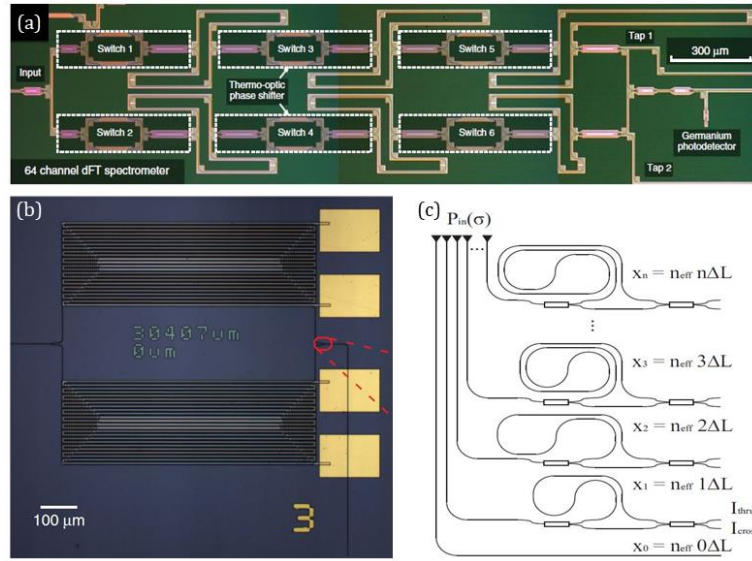 (a)
Switch 1
Switch 3
Switch 5
Tap 1
300 μm
Input
Thermo-optic
phase shifter
Switch 2
Switch 4
Switch 6
Germanium
photodetector
64 channel dFT spectrometer
Tap 2
(b)
30407um
0um
100 μm
3
(c)
Pin(σ)
xn = neff nΔL
x3 = neff 3ΔL
x2 = neff 2ΔL
x1 = neff 1ΔL
Ithru
Icros
x0 = neff 0ΔL